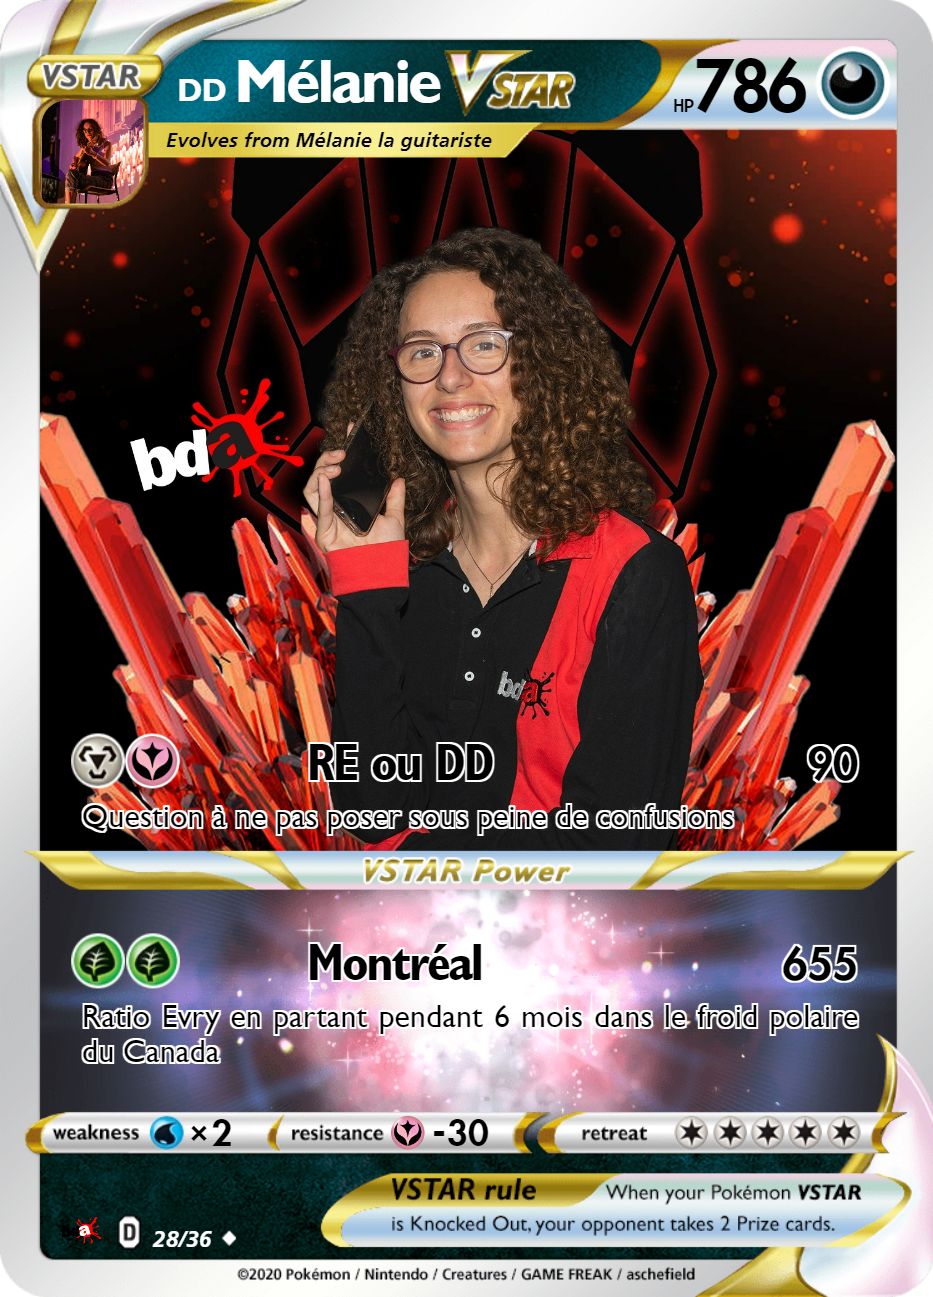 VSTAR
DD Mélanie VSTAR HP 786
Evolves from Mélanie la guitariste
bda
bda
RE ou DD 90
Question à ne pas poser sous peine de confusions
VSTAR Power
Montréal 655
Ratio Evry en partant pendant 6 mois dans le froid polaire
du Canada
weakness ×2 resistance -30 retreat
VSTAR rule When your Pokémon VSTAR
is Knocked Out, your opponent takes 2 Prize cards.
a D 28/36
©2020 Pokémon / Nintendo / Creatures / GAME FREAK / aschefield